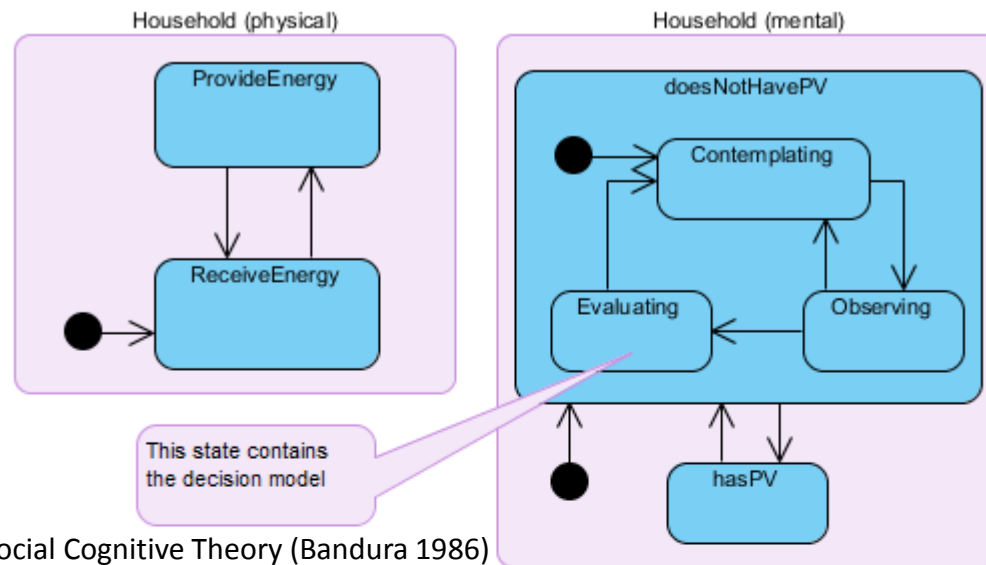 Household (physical)
ProvideEnergy
ReceiveEnergy
Household (mental)
doesNotHavePV
Contemplating
Evaluating
Observing
hasPV
This state contains
the decision model
ocial Cognitive Theory (Bandura 1986)